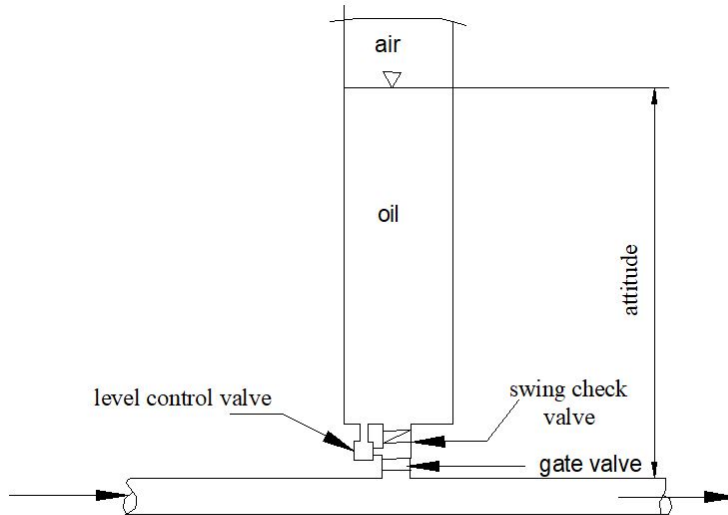 air
oil
attitude
level control valve
swing check
valve
gate valve